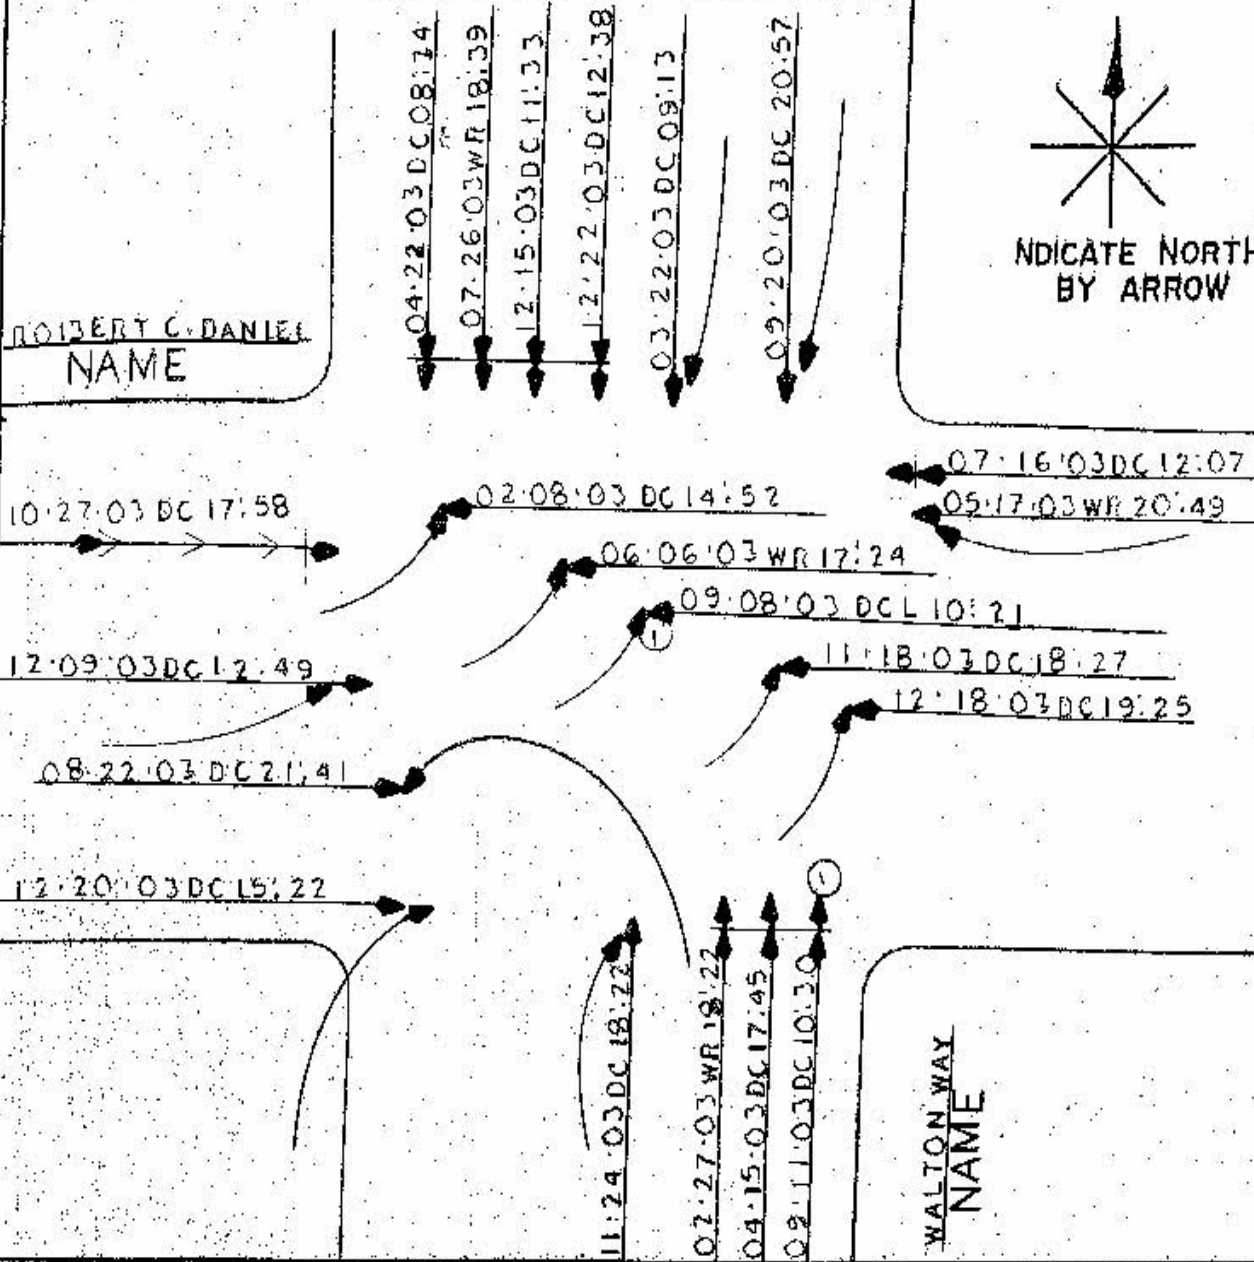 04·22·03 DC 08:14
07·26·03 WR 18:39
12·15·03 DC 11:33
12·22·03 DC 12:38
03·22·03 DC 09:13
09·20·03 DC 20:57
NDICATE NORTH
BY ARROW
ROBERT C. DANIEL
NAME
07·16·03 DC 12:07
10·27·03 DC 17:58
02·08·03 DC 14:52
05·17·03 WR 20:49
06·06·03 WR 17:24
09·08·03 DCL 10:21
1
12·09·03 DC 12:49
11·18·03 DC 18:27
12·18·03 DC 19:25
08·22·03 DC 21:41
12·20·03 DC 15:22
1
11·24·03 DC 18:22
02·27·03 WR 18:22
04·15·03 DC 17:45
09·11·03 DC 10:30
WALTON WAY
NAME